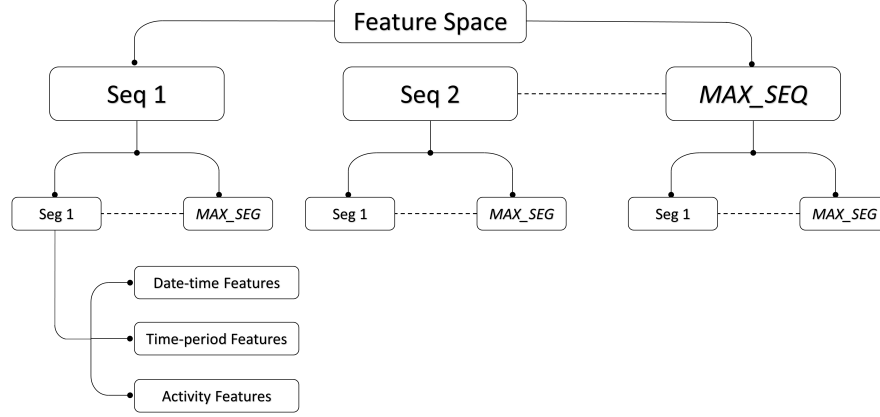 Feature Space
Seq 1
Seq 2
MAX_SEQ
Seg 1
MAX_SEG
Seg 1
MAX_SEG
Seg 1
MAX_SEG
Date-time Features
Time-period Features
Activity Features